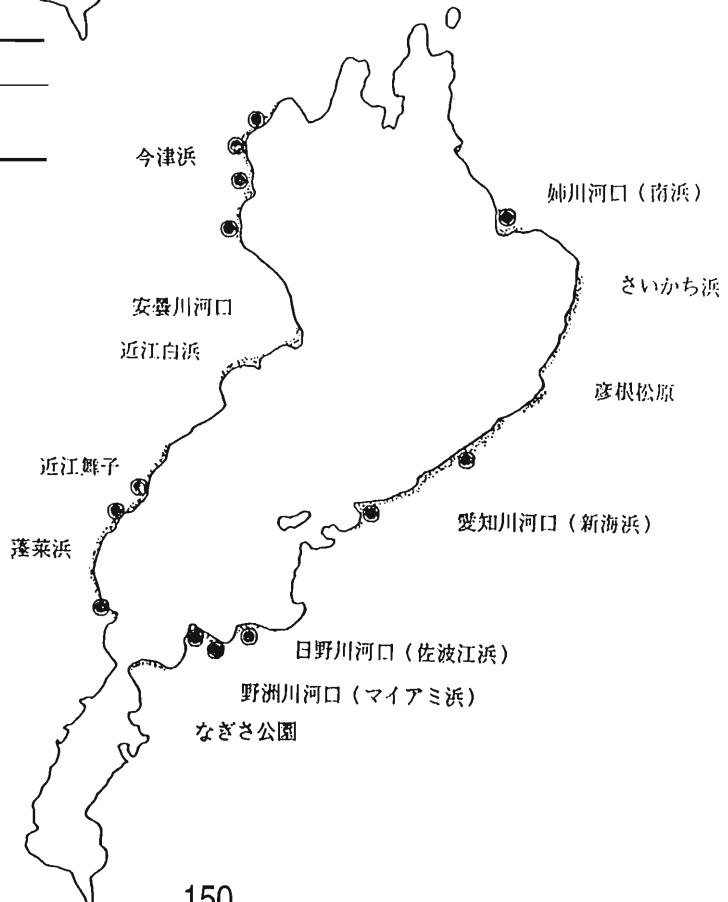 今津浜
姉川河口（南浜）
さいかち浜
安曇川河口
近江白浜
彦根松原
近江舞子
愛知川河口（新海浜）
蓬莱浜
日野川河口（佐波江浜）
野洲川河口（マイアミ浜）
なぎさ公園
150